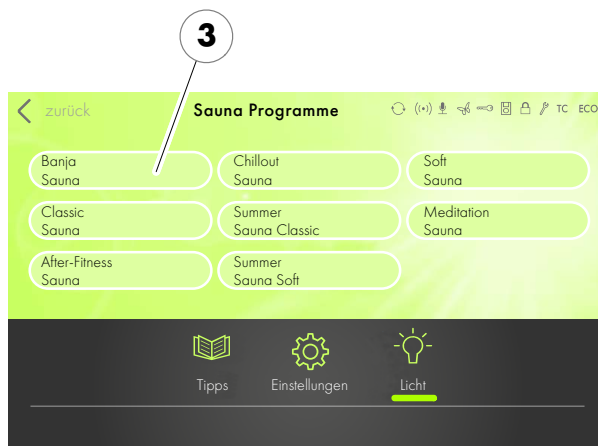 3
zurück
Sauna Programme
TC ECO
Banja
Sauna
Chillout
Sauna
Soft
Sauna
Classic
Sauna
Summer
Sauna Classic
Meditation
Sauna
After-Fitness
Sauna
Summer
Sauna Soft
Tipps
Einstellungen
Licht